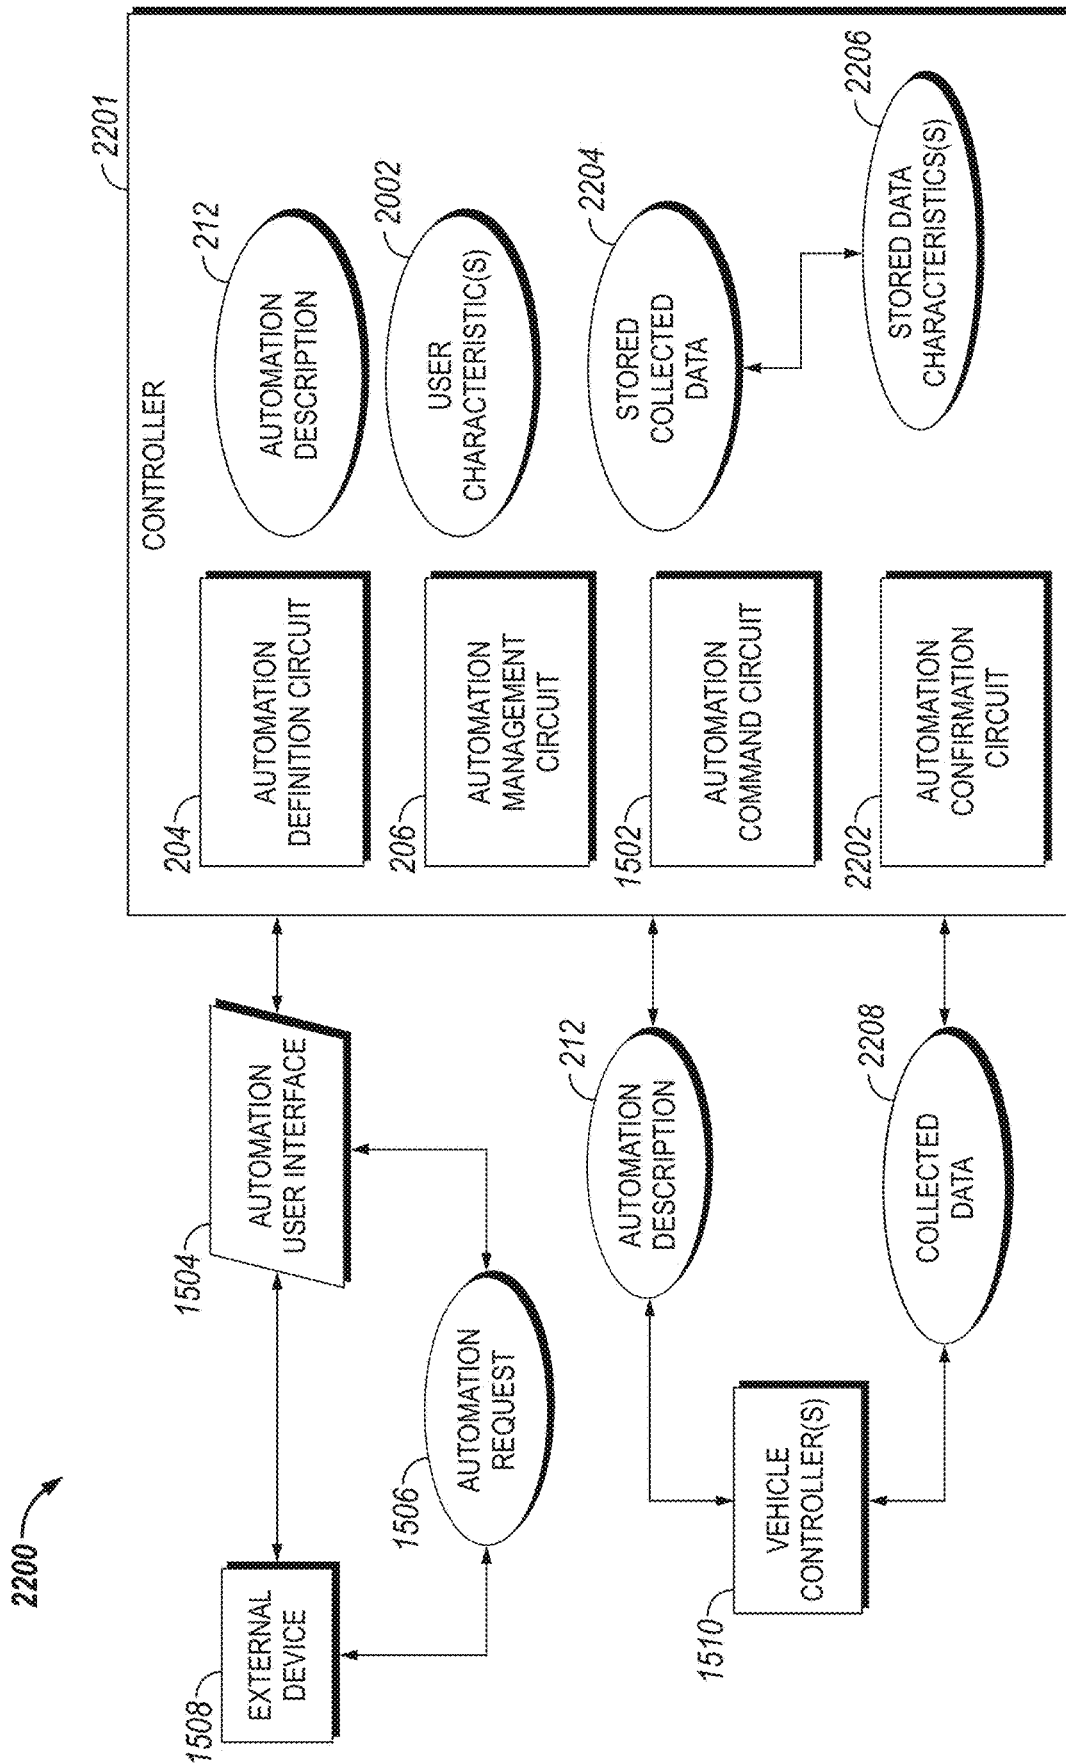 2200
1508
EXTERNAL
DEVICE
1504
AUTOMATION
USER INTERFACE
1506
AUTOMATION
REQUEST
1510
VEHICLE
CONTROLLER(S)
212
AUTOMATION
DESCRIPTION
2208
COLLECTED
DATA
2201
CONTROLLER
204
AUTOMATION
DEFINITION CIRCUIT
206
AUTOMATION
MANAGEMENT
CIRCUIT
1502
AUTOMATION
COMMAND CIRCUIT
2202
AUTOMATION
CONFIRMATION
CIRCUIT
212
AUTOMATION
DESCRIPTION
2002
USER
CHARACTERISTIC(S)
2204
STORED
COLLECTED
DATA
2206
STORED DATA
CHARACTERISTICS(S)